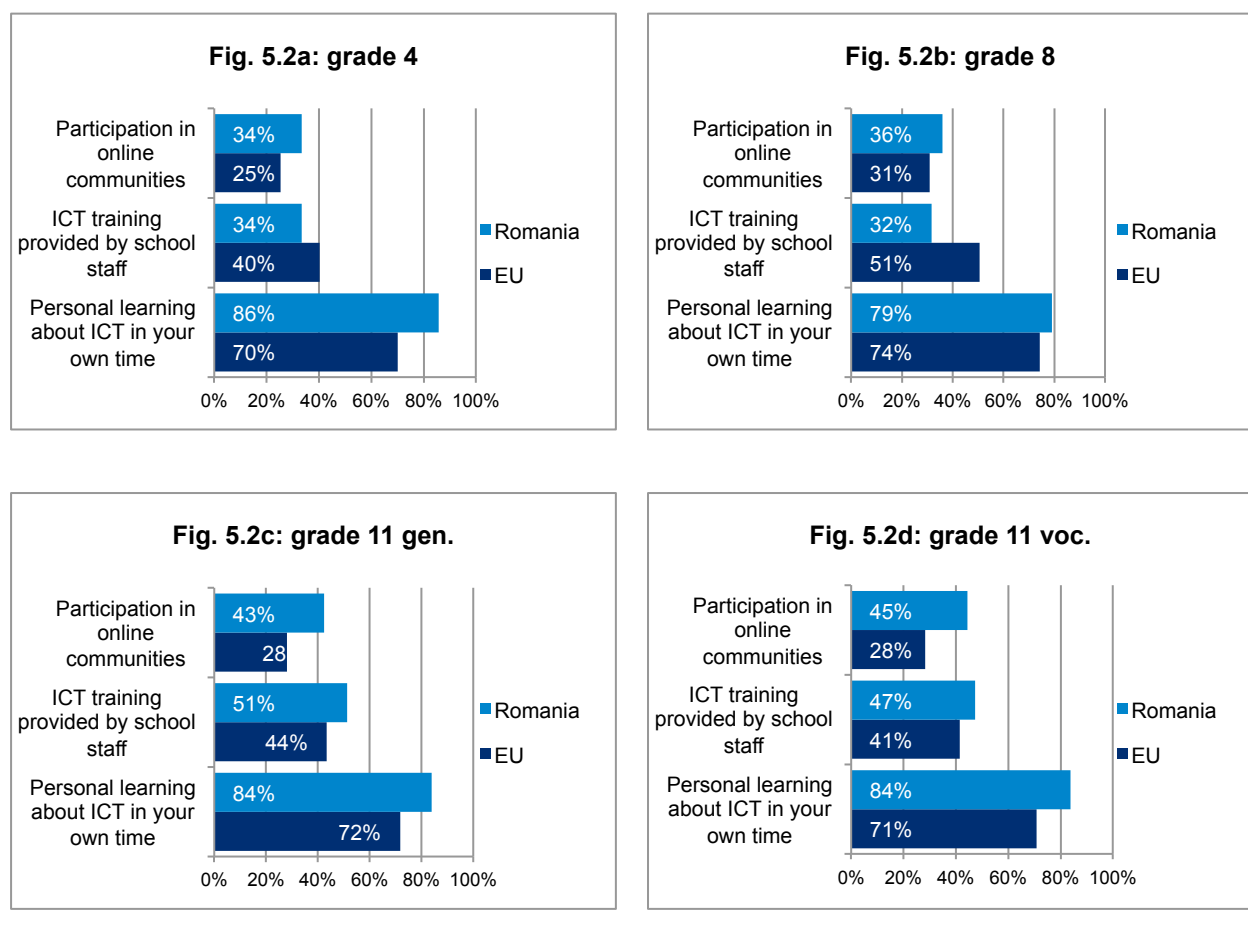 Fig. 5.2a: grade 4
Participation in
online
communities
34%
25%
ICT training
provided by school
staff
34%
40%
Personal learning
about ICT in your
own time
86%
70%
0% 20% 40% 60% 80% 100%
Romania
EU
Fig. 5.2b: grade 8
Participation in
online
communities
36%
31%
ICT training
provided by school
staff
32%
51%
Personal learning
about ICT in your
own time
79%
74%
0% 20% 40% 60% 80% 100%
Romania
EU
Fig. 5.2c: grade 11 gen.
Participation in
online
communities
43%
28
ICT training
provided by school
staff
51%
44%
Personal learning
about ICT in your
own time
84%
72%
0% 20% 40% 60% 80% 100%
Romania
EU
Fig. 5.2d: grade 11 voc.
Participation in
online
communities
45%
28%
ICT training
provided by school
staff
47%
41%
Personal learning
about ICT in your
own time
84%
71%
0% 20% 40% 60% 80% 100%
Romania
EU